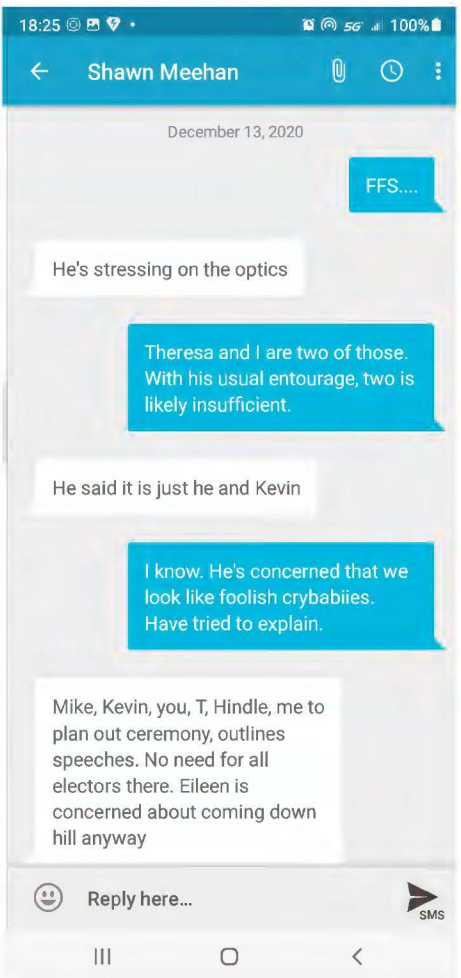 18:25
5G 100%
Shawn Meehan
December 13, 2020
FFS....
He's stressing on the optics
Theresa and I are two of those.
With his usual entourage, two is
likely insufficient.
He said it is just he and Kevin
I know. He's concerned that we
look like foolish crybabiies.
Have tried to explain.
Mike, Kevin, you, T, Hindle, me to
plan out ceremony, outlines
speeches. No need for all
electors there. Eileen is
concerned about coming down
hill anyway
Reply here...
SMS